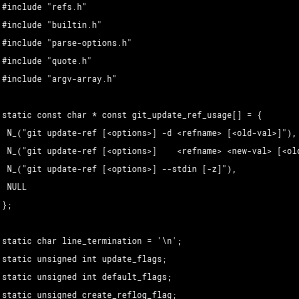 #include "refs.h"
#include "builtin.h"
#include "parse-options.h"
#include "quote.h"
#include "argv-array.h"
static const char * const git_update_ref_usage[] = {
N_("git update-ref [<options>] -d <refname> [<old-val>]"),
N_("git update-ref [<options>]    <refname> <new-val> [<old
N_("git update-ref [<options>] --stdin [-z]"),
NULL
};
static char line_termination = '\n';
static unsigned int update_flags;
static unsigned int default_flags;
static unsigned create_reflog_flag;